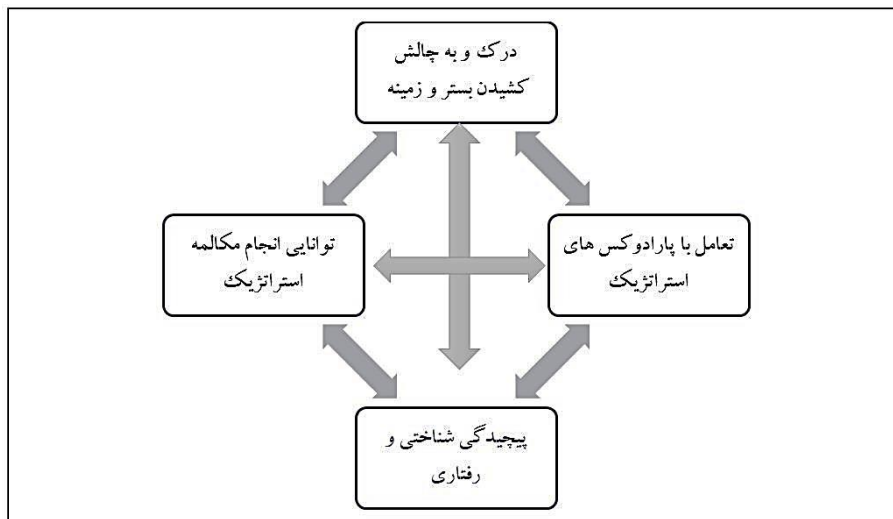 درک و به چالش
کشیدن بستر و زمینه
تعامل با پارادوکس های
استراتژیک
توانایی انجام مکالمه
استراتژیک
پیچیدگی شناختی و
رفتاری